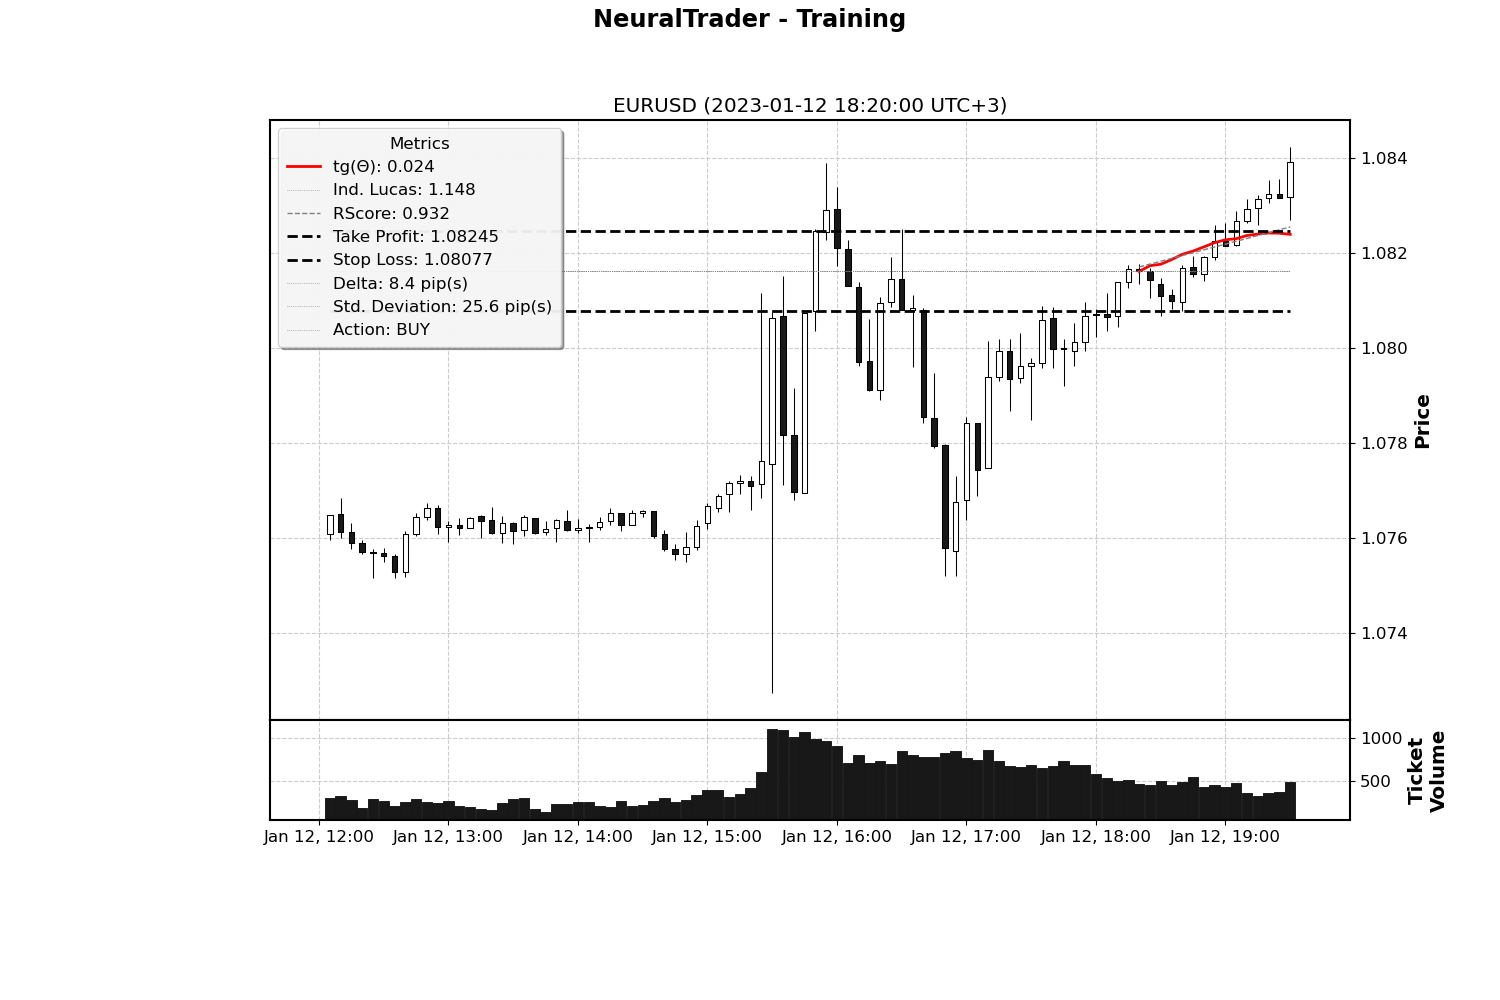 NeuralTrader - Training
EURUSD (2023-01-12 18:20:00 UTC+3)
Metrics
tg(Θ): 0.024
Ind. Lucas: 1.148
RScore: 0.932
Take Profit: 1.08245
Stop Loss: 1.08077
Delta: 8.4 pip(s)
Std. Deviation: 25.6 pip(s)
Action: BUY
1.084
1.082
1.080
1.078
1.076
1.074
Price
1000
500
Ticket
Volume
Jan 12, 12:00
Jan 12, 13:00
Jan 12, 14:00
Jan 12, 15:00
Jan 12, 16:00
Jan 12, 17:00
Jan 12, 18:00
Jan 12, 19:00